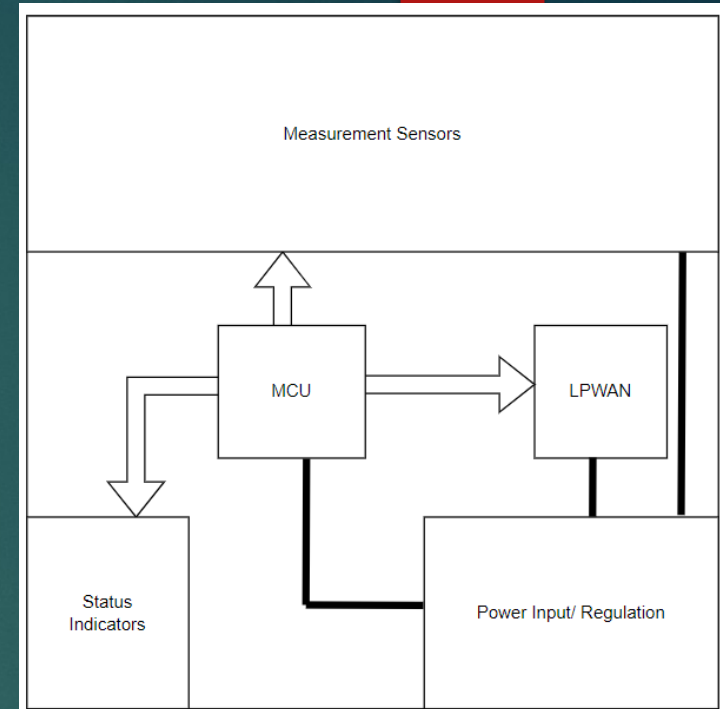 Measurement Sensors
MCU
LPWAN
Status
Indicators
Power Input/ Regulation